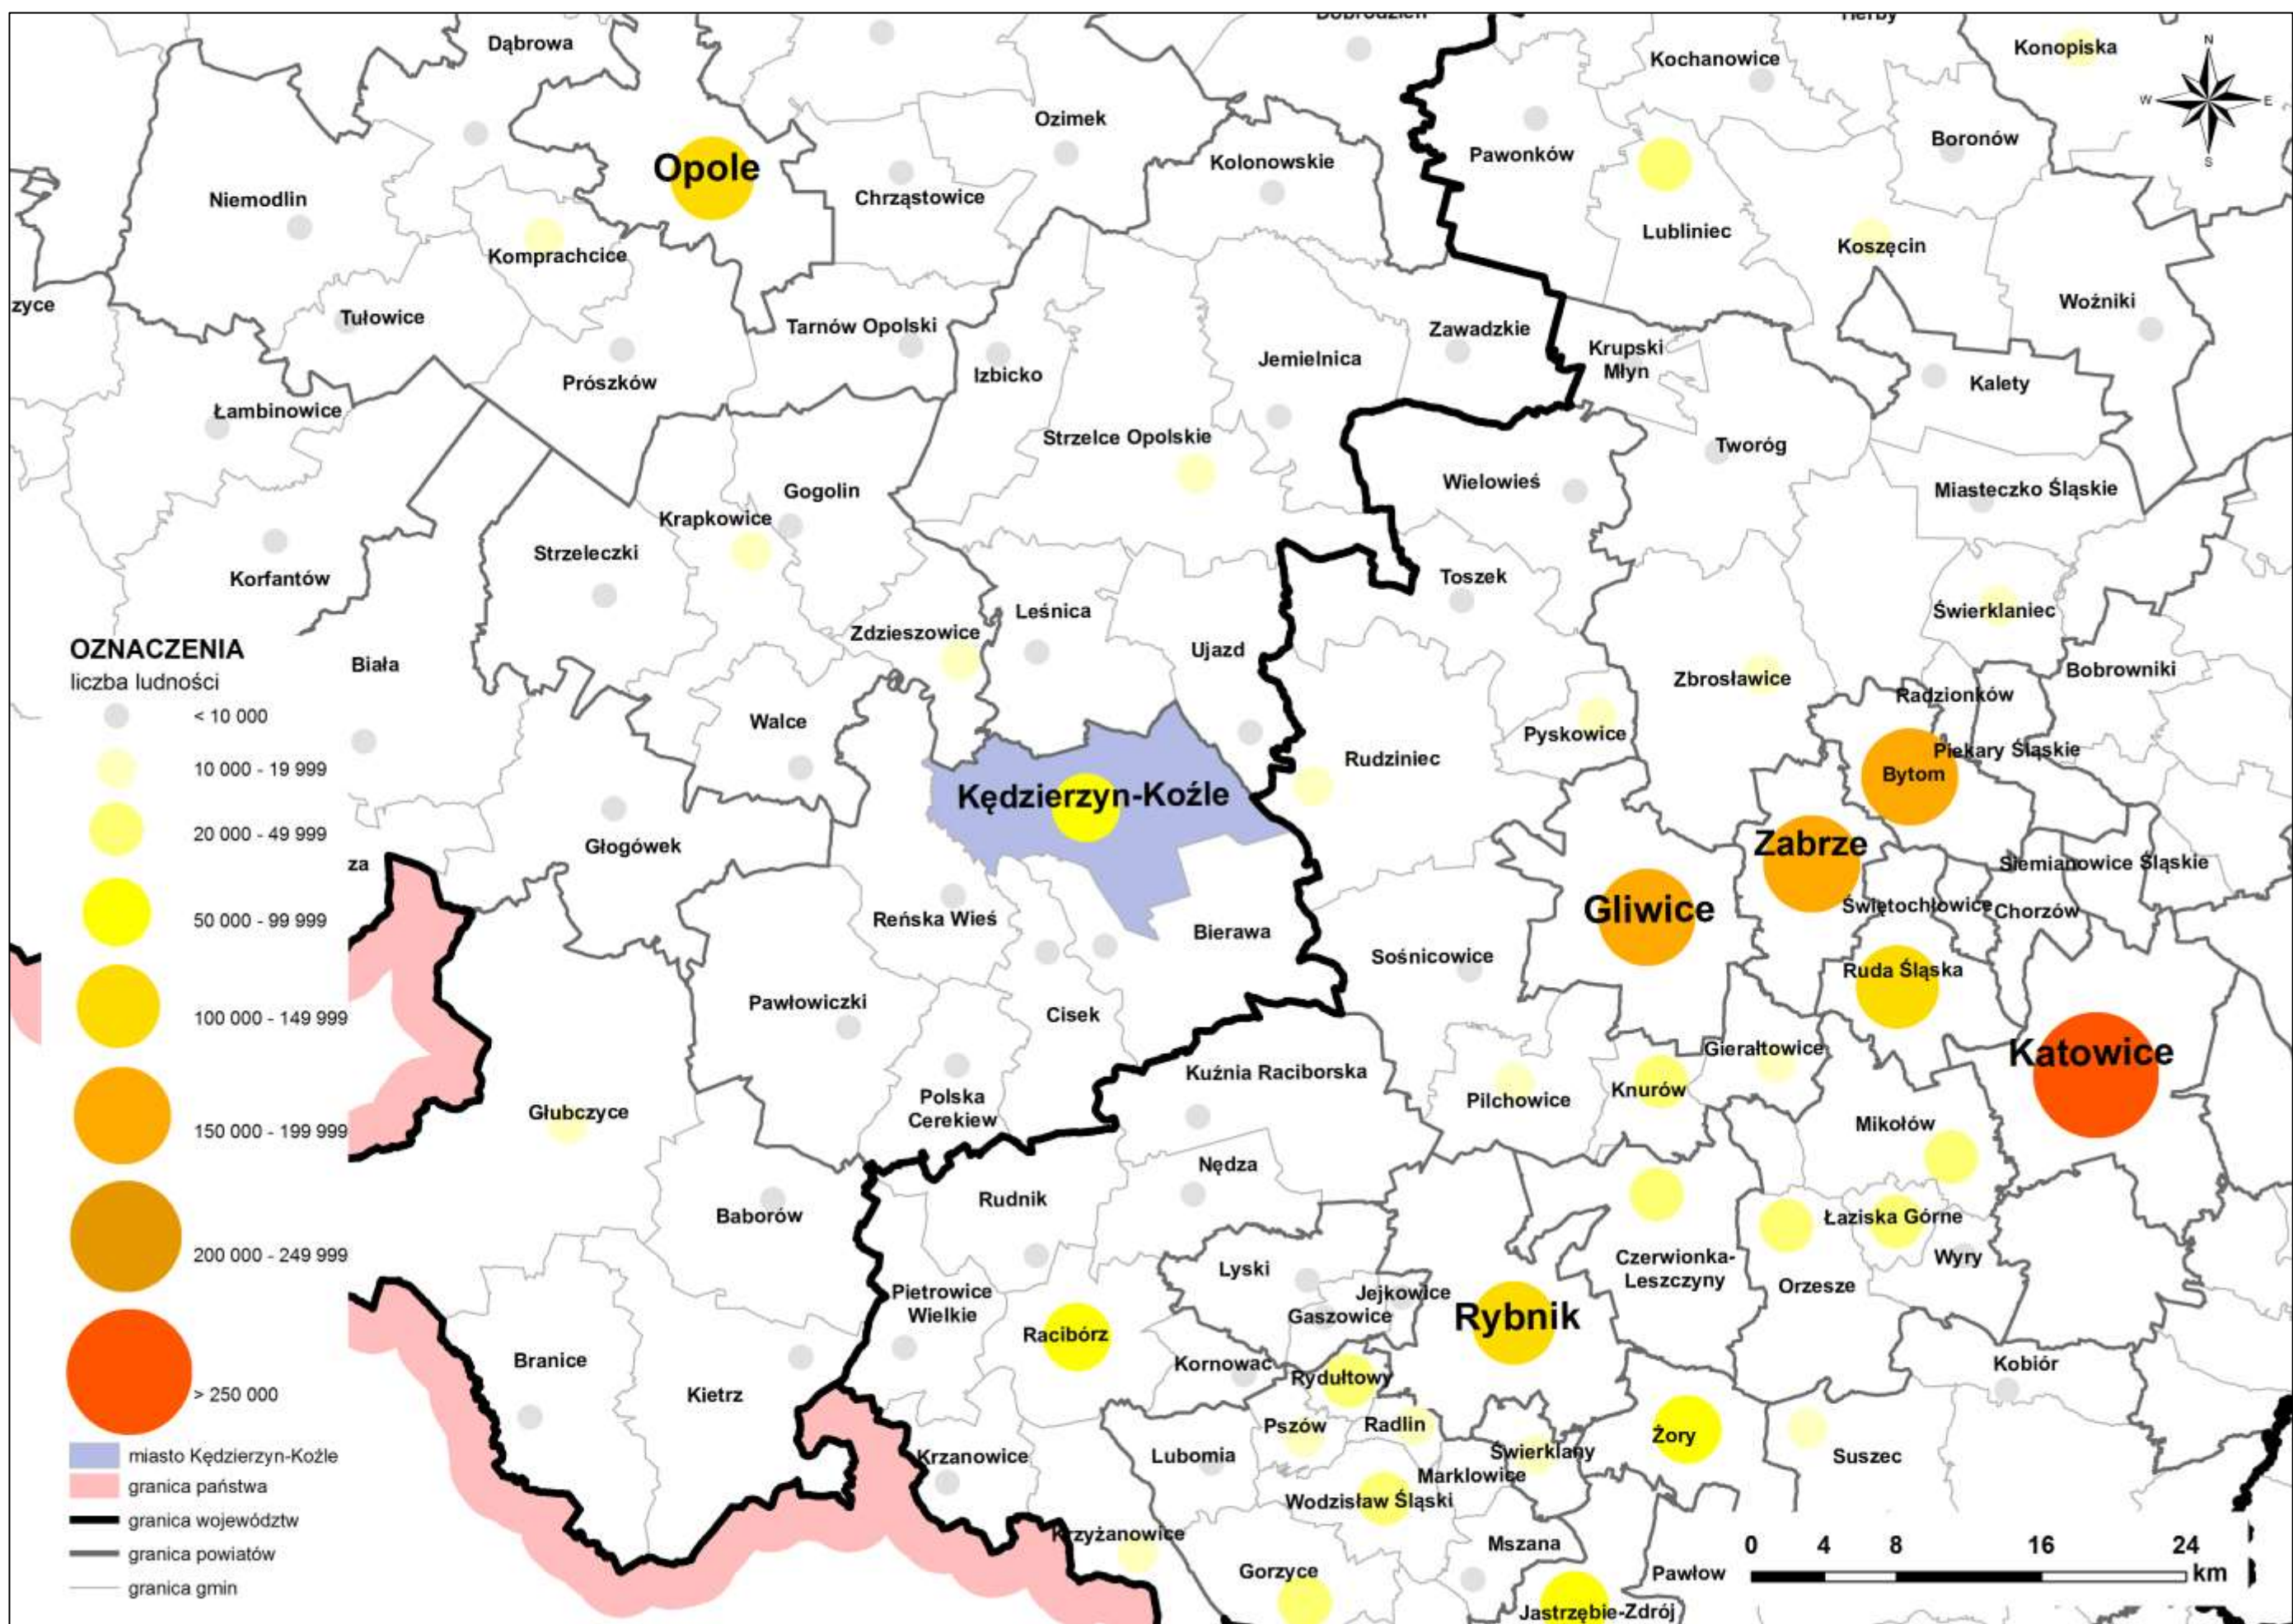 Dobrodzień
Herby
Dąbrowa
Kochanowice
Konopiska
N
W
E
S
Ozimek
Boronów
Opole
Kolonowskie
Pawonków
Niemodlin
Chrząstowice
Lubliniec
Koszęcin
Komprachcice
zyce
Tułowice
Tarnów Opolski
Zawadzkie
Woźniki
Krupski
Młyn
Jemielnica
Izbicko
Prószków
Kalety
Łambinowice
Strzelce Opolskie
Tworóg
Wielowieś
Gogolin
Miasteczko Śląskie
Krapkowice
Strzeleczki
Korfantów
Toszek
Leśnica
Świerklaniec
Zdzieszowice
Ujazd
Biała
Zbrosławice
Bobrowniki
Radzionków
Walce
Pyskowice
Piekary Śląskie
Rudziniec
Bytom
Kędzierzyn-Koźle
Głogówek
Zabrze
za
Siemianowice Śląskie
Gliwice
Świętochłowice
Chorzów
Reńska Wieś
Bierawa
Sośnicowice
Ruda Śląska
Pawłowiczki
Cisek
Gierałtowice
Katowice
Kuźnia Raciborska
Knurów
Pilchowice
Polska
Cerekiew
Głubczyce
Mikołów
Nędza
Rudnik
Baborów
Łaziska Górne
Wyry
Czerwionka-
Leszczyny
Orzesze
Lyski
Pietrowice
Wielkie
Jejkowice
Gaszowice
Rybnik
Racibórz
Branice
Kornowac
Kobiór
Rydułtowy
Kietrz
Pszów
Radlin
Żory
Świerklany
Suszec
Krzanowice
Lubomia
Marklowice
Wodzisław Śląski
Krzyżanowice
Mszana
Gorzyce
Pawłow
Jastrzębie-Zdrój
OZNACZENIA
liczba ludności
< 10 000
10 000 - 19 999
20 000 - 49 999
50 000 - 99 999
100 000 - 149 999
150 000 - 199 999
200 000 - 249 999
> 250 000
miasto Kędzierzyn-Koźle
granica państwa
granica województw
granica powiatów
granica gmin
0 4 8 16 24
km